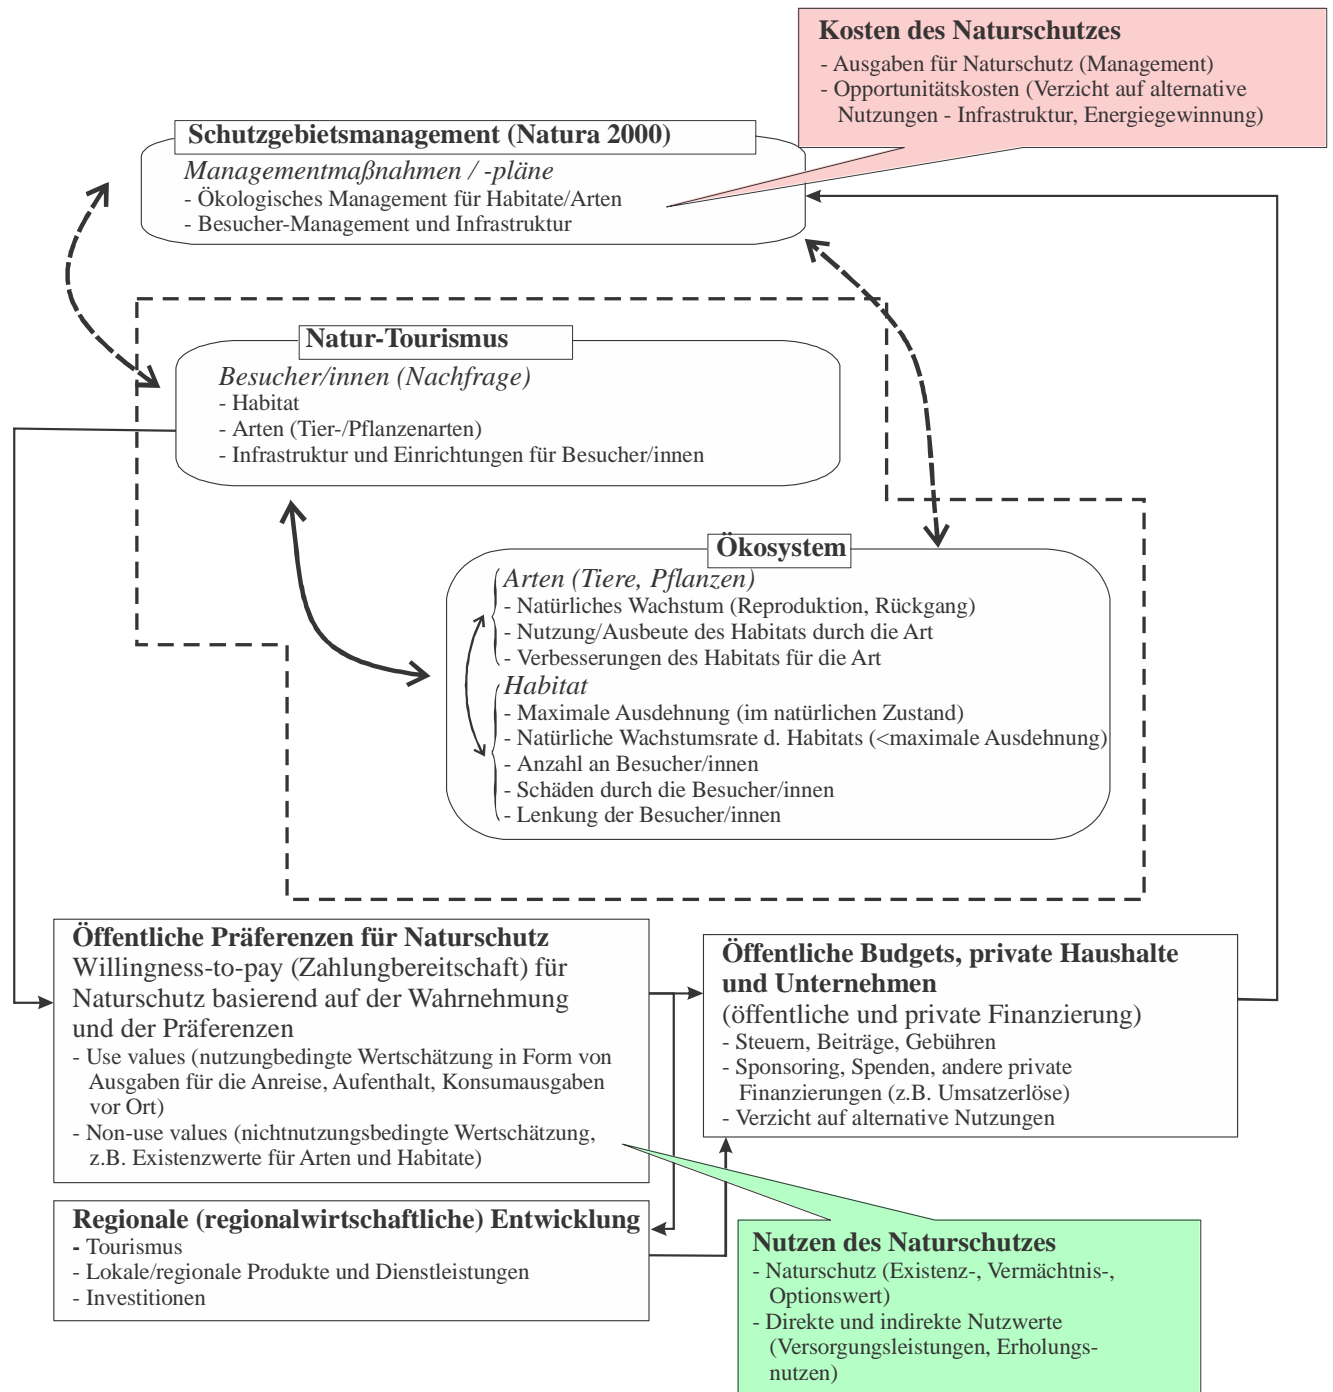 Kosten des Naturschutzes
- Ausgaben für Naturschutz (Management)
- Opportunitätskosten (Verzicht auf alternative
Nutzungen - Infrastruktur, Energiegewinnung)
Schutzgebietsmanagement (Natura 2000)
Managementmaßnahmen / -pläne
- Ökologisches Management für Habitate/Arten
- Besucher-Management und Infrastruktur
Natur-Tourismus
Besucher/innen (Nachfrage)
- Habitat
- Arten (Tier-/Pflanzenarten)
- Infrastruktur und Einrichtungen für Besucher/innen
Ökosystem
Arten (Tiere, Pflanzen)
- Natürliches Wachstum (Reproduktion, Rückgang)
- Nutzung/Ausbeute des Habitats durch die Art
- Verbesserungen des Habitats für die Art
Habitat
- Maximale Ausdehnung (im natürlichen Zustand)
- Natürliche Wachstumsrate d. Habitats (<maximale Ausdehnung)
- Anzahl an Besucher/innen
- Schäden durch die Besucher/innen
- Lenkung der Besucher/innen
Öffentliche Präferenzen für Naturschutz
Willingness-to-pay (Zahlungbereitschaft) für
Naturschutz basierend auf der Wahrnehmung
und der Präferenzen
- Use values (nutzungbedingte Wertschätzung in Form von
Ausgaben für die Anreise, Aufenthalt, Konsumausgaben
vor Ort)
- Non-use values (nichtnutzungsbedingte Wertschätzung,
z.B. Existenzwerte für Arten und Habitate)
Öffentliche Budgets, private Haushalte
und Unternehmen
(öffentliche und private Finanzierung)
- Steuern, Beiträge, Gebühren
- Sponsoring, Spenden, andere private
Finanzierungen (z.B. Umsatzerlöse)
- Verzicht auf alternative Nutzungen
Regionale (regionalwirtschaftliche) Entwicklung
- Tourismus
- Lokale/regionale Produkte und Dienstleistungen
- Investitionen
Nutzen des Naturschutzes
- Naturschutz (Existenz-, Vermächtnis-,
Optionswert)
- Direkte und indirekte Nutzwerte
(Versorgungsleistungen, Erholungs-
nutzen)